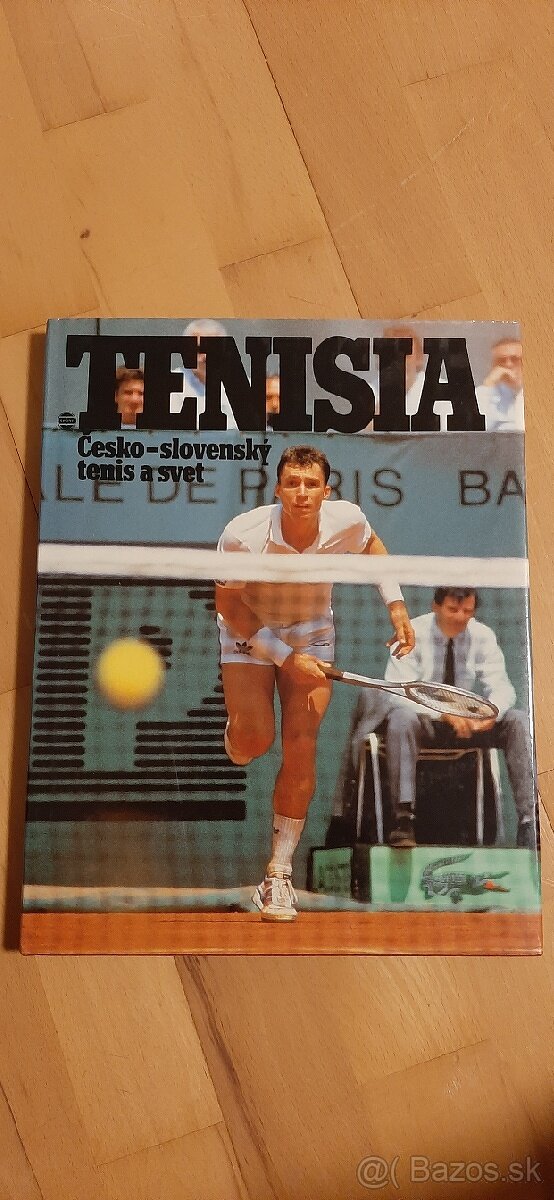 TENISIA
Česko-slovenský
tenis a svet
ALE DE PARIS BA
@( Bazos.sk